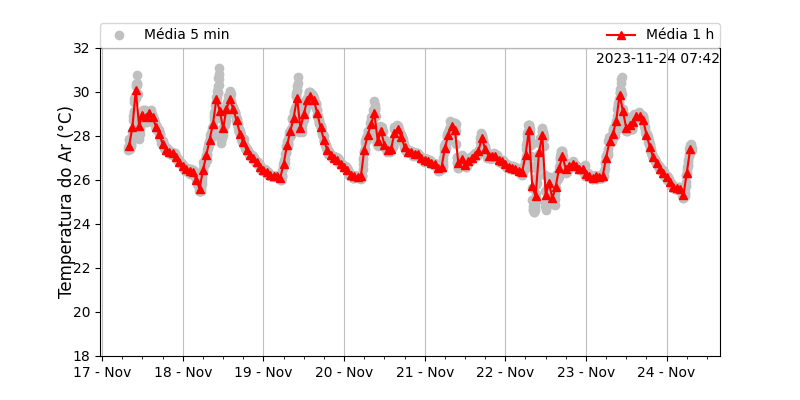 Média 5 min
Média 1 h
2023-11-24 07:42
Temperatura do Ar (°C)
32
30
28
26
24
22
20
18
17 - Nov
18 - Nov
19 - Nov
20 - Nov
21 - Nov
22 - Nov
23 - Nov
24 - Nov